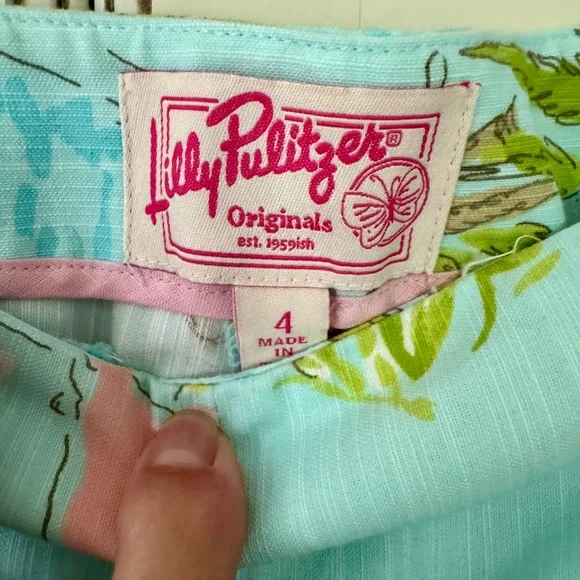 Lilly Pulitzer®
Originals
est. 1959ish
4
MADE
IN